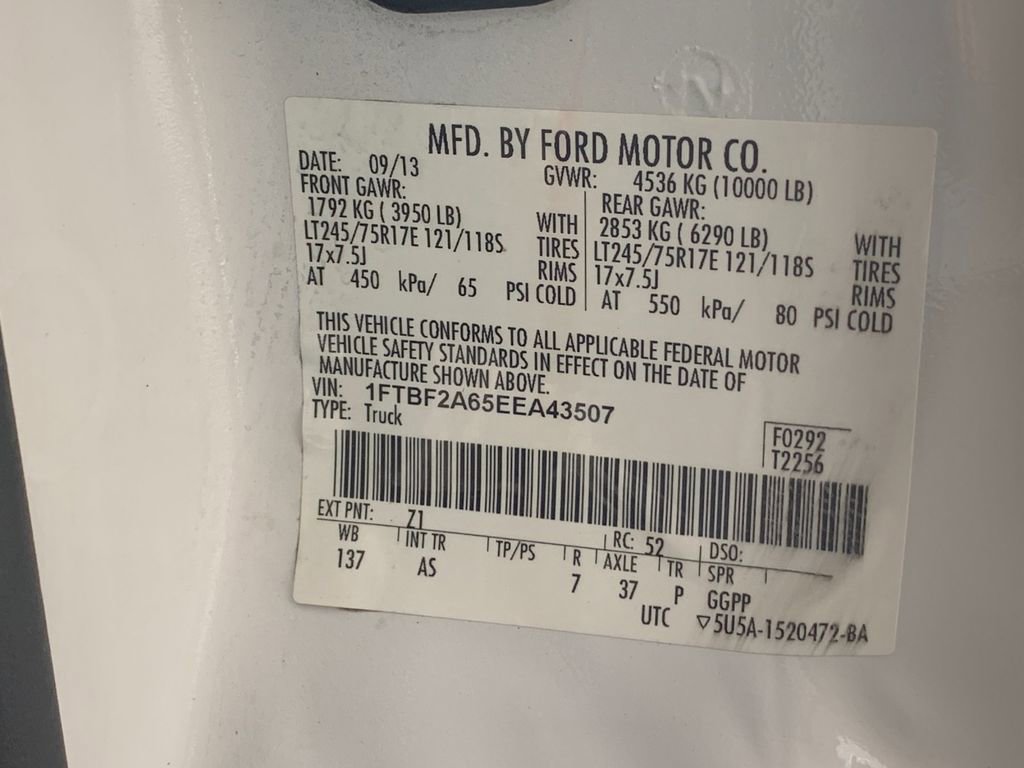 MFD. BY FORD MOTOR CO.
DATE: 09/13 GVWR: 4536 KG (10000 LB)
FRONT GAWR: REAR GAWR:
1792 KG ( 3950 LB) WITH 2853 KG ( 6290 LB) WITH
LT245/75R17E 121/118S TIRES LT245/75R17E 121/118S TIRES
17x7.5J RIMS 17x7.5J RIMS
AT 450 kPa/ 65 PSI COLD AT 550 kPa/ 80 PSI COLD
THIS VEHICLE CONFORMS TO ALL APPLICABLE FEDERAL MOTOR
VEHICLE SAFETY STANDARDS IN EFFECT ON THE DATE OF
MANUFACTURE SHOWN ABOVE.
VIN: 1FTBF2A65EEA43507
TYPE: Truck
F0292
T2256
EXT PNT: Z1 RC: 52 DSO:
WB INT TR TP/PS R AXLE TR SPR
137 AS 7 37 P GGPP
UTC ▽5U5A-1520472-BA